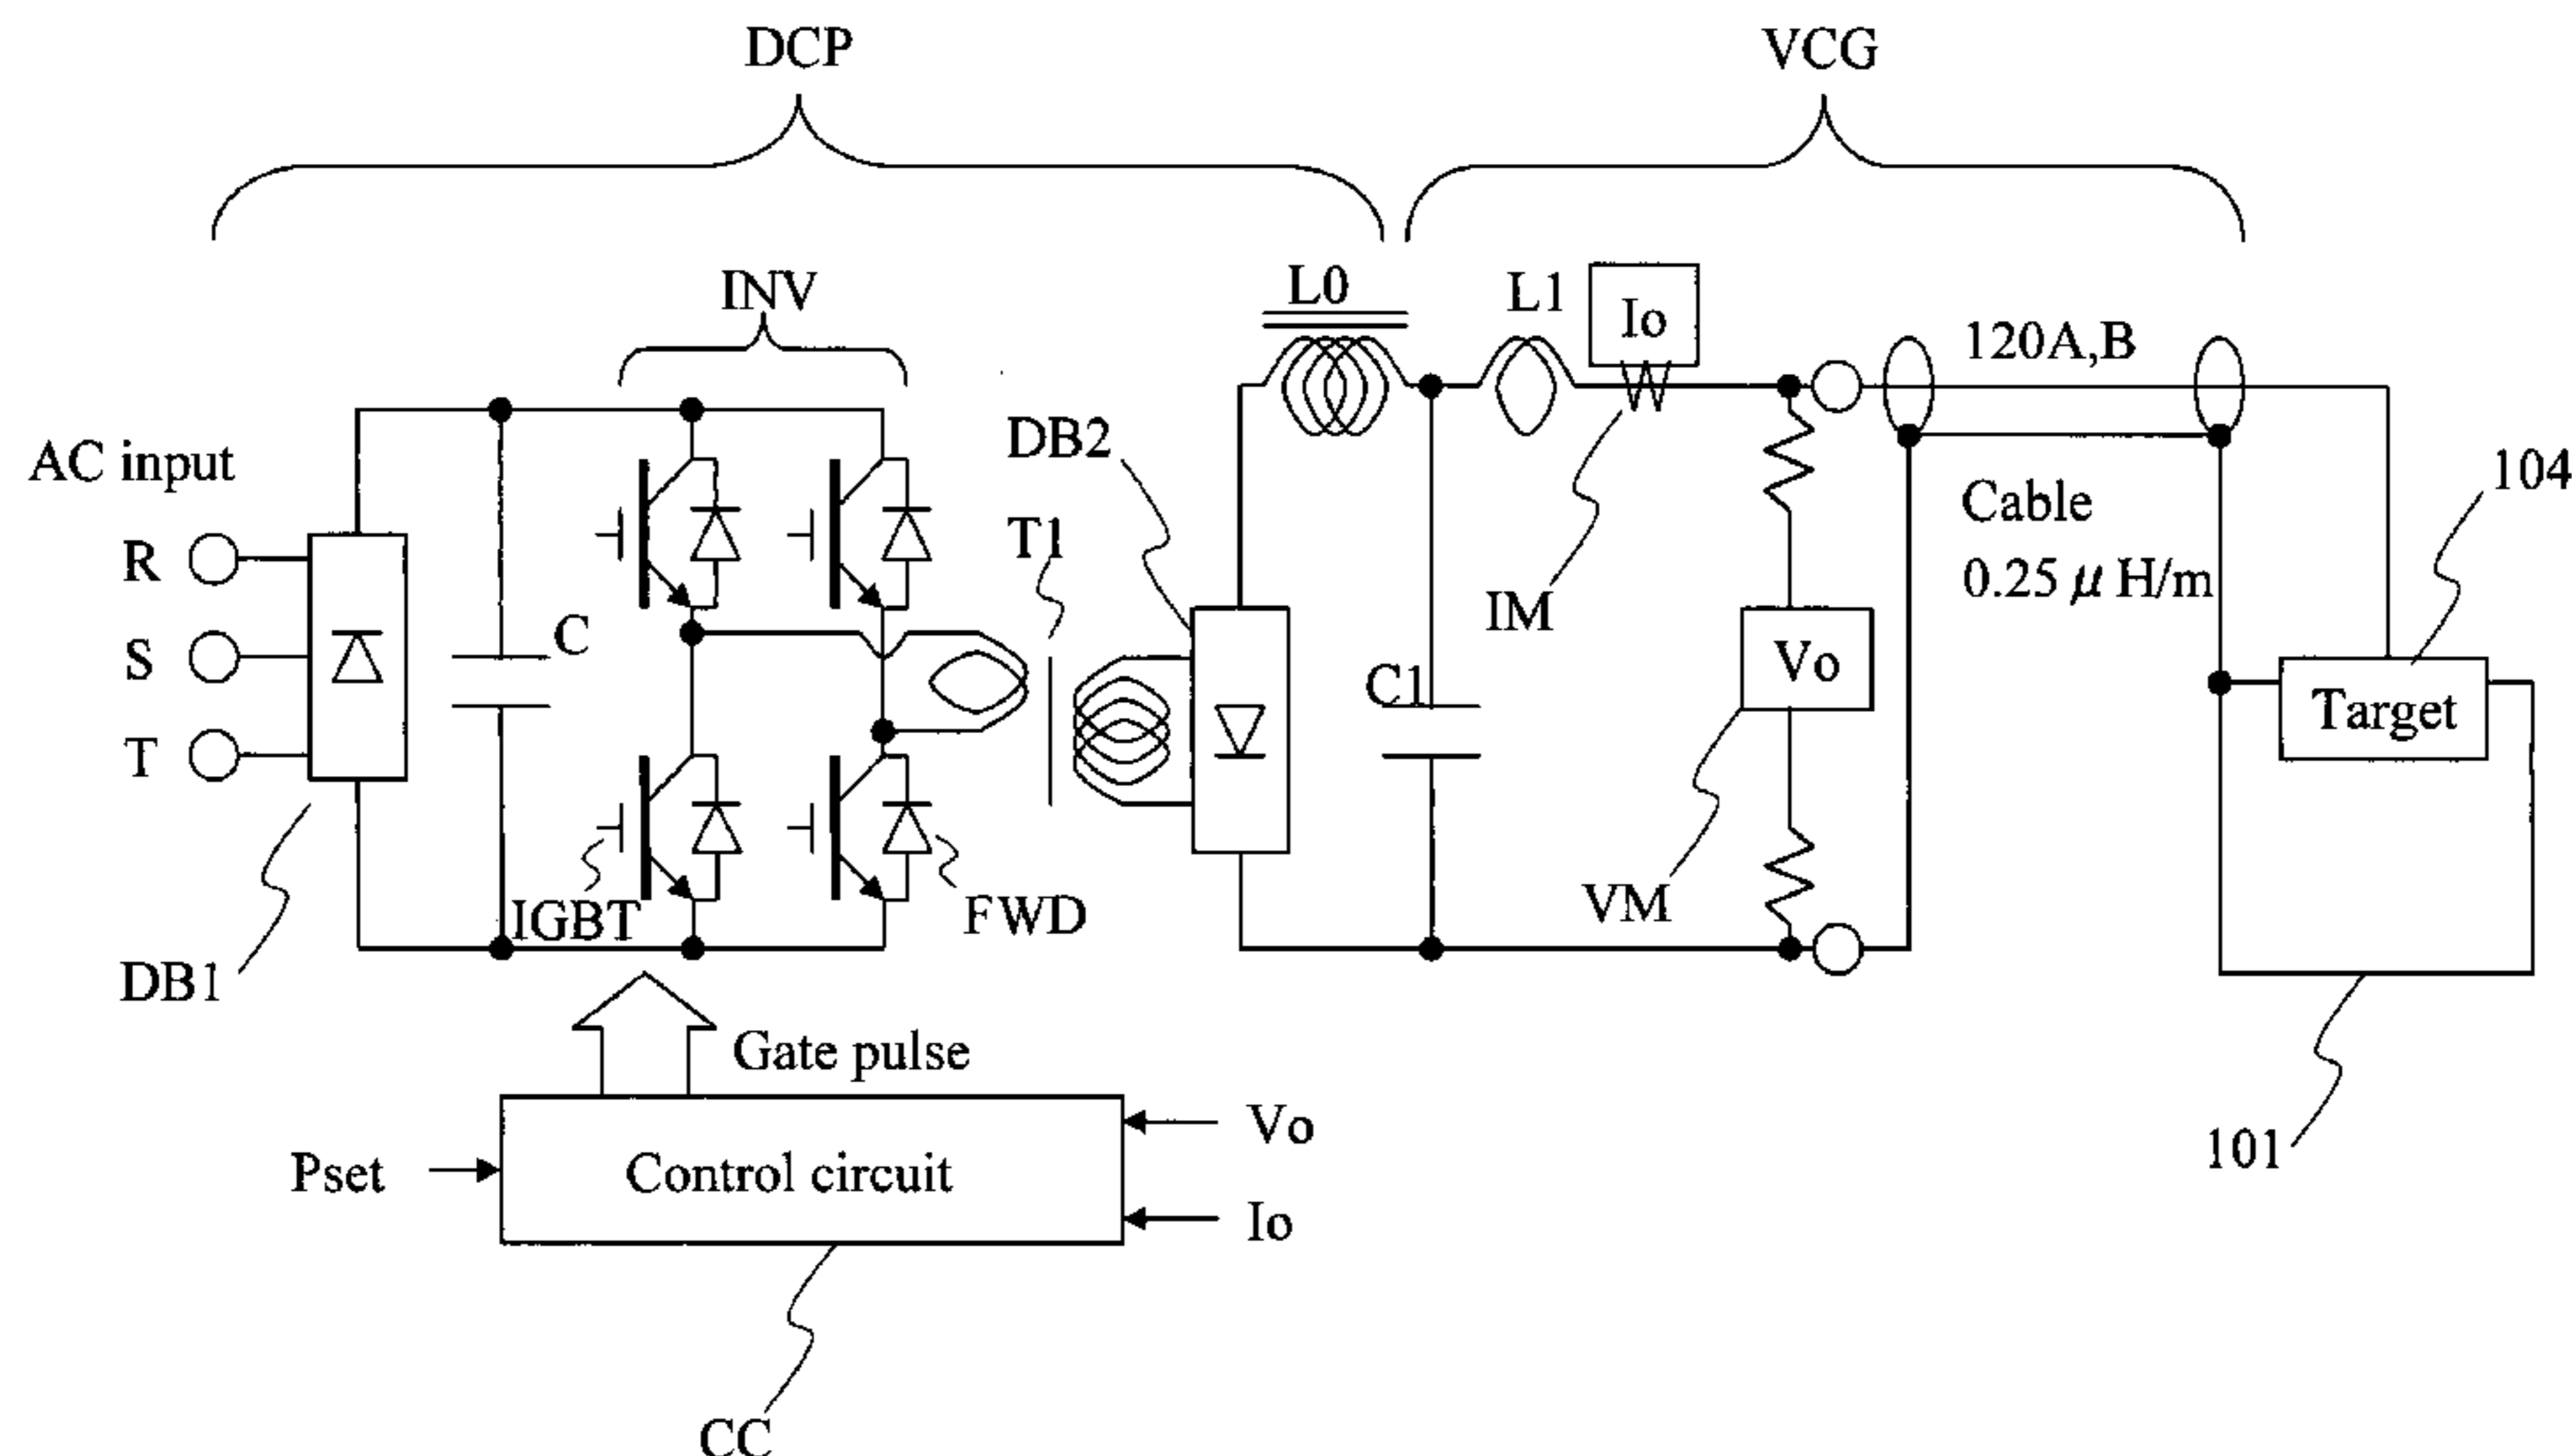 DCP
VCG
INV
L0
L1
Io
120A,B
AC input
DB2
104
Cable
R
T1
0.25 μ H/m
IM
S
C
Vo
C1
Target
T
VM
IGBT
FWD
DB1
Gate pulse
Vo
101
Pset
Control circuit
Io
CC